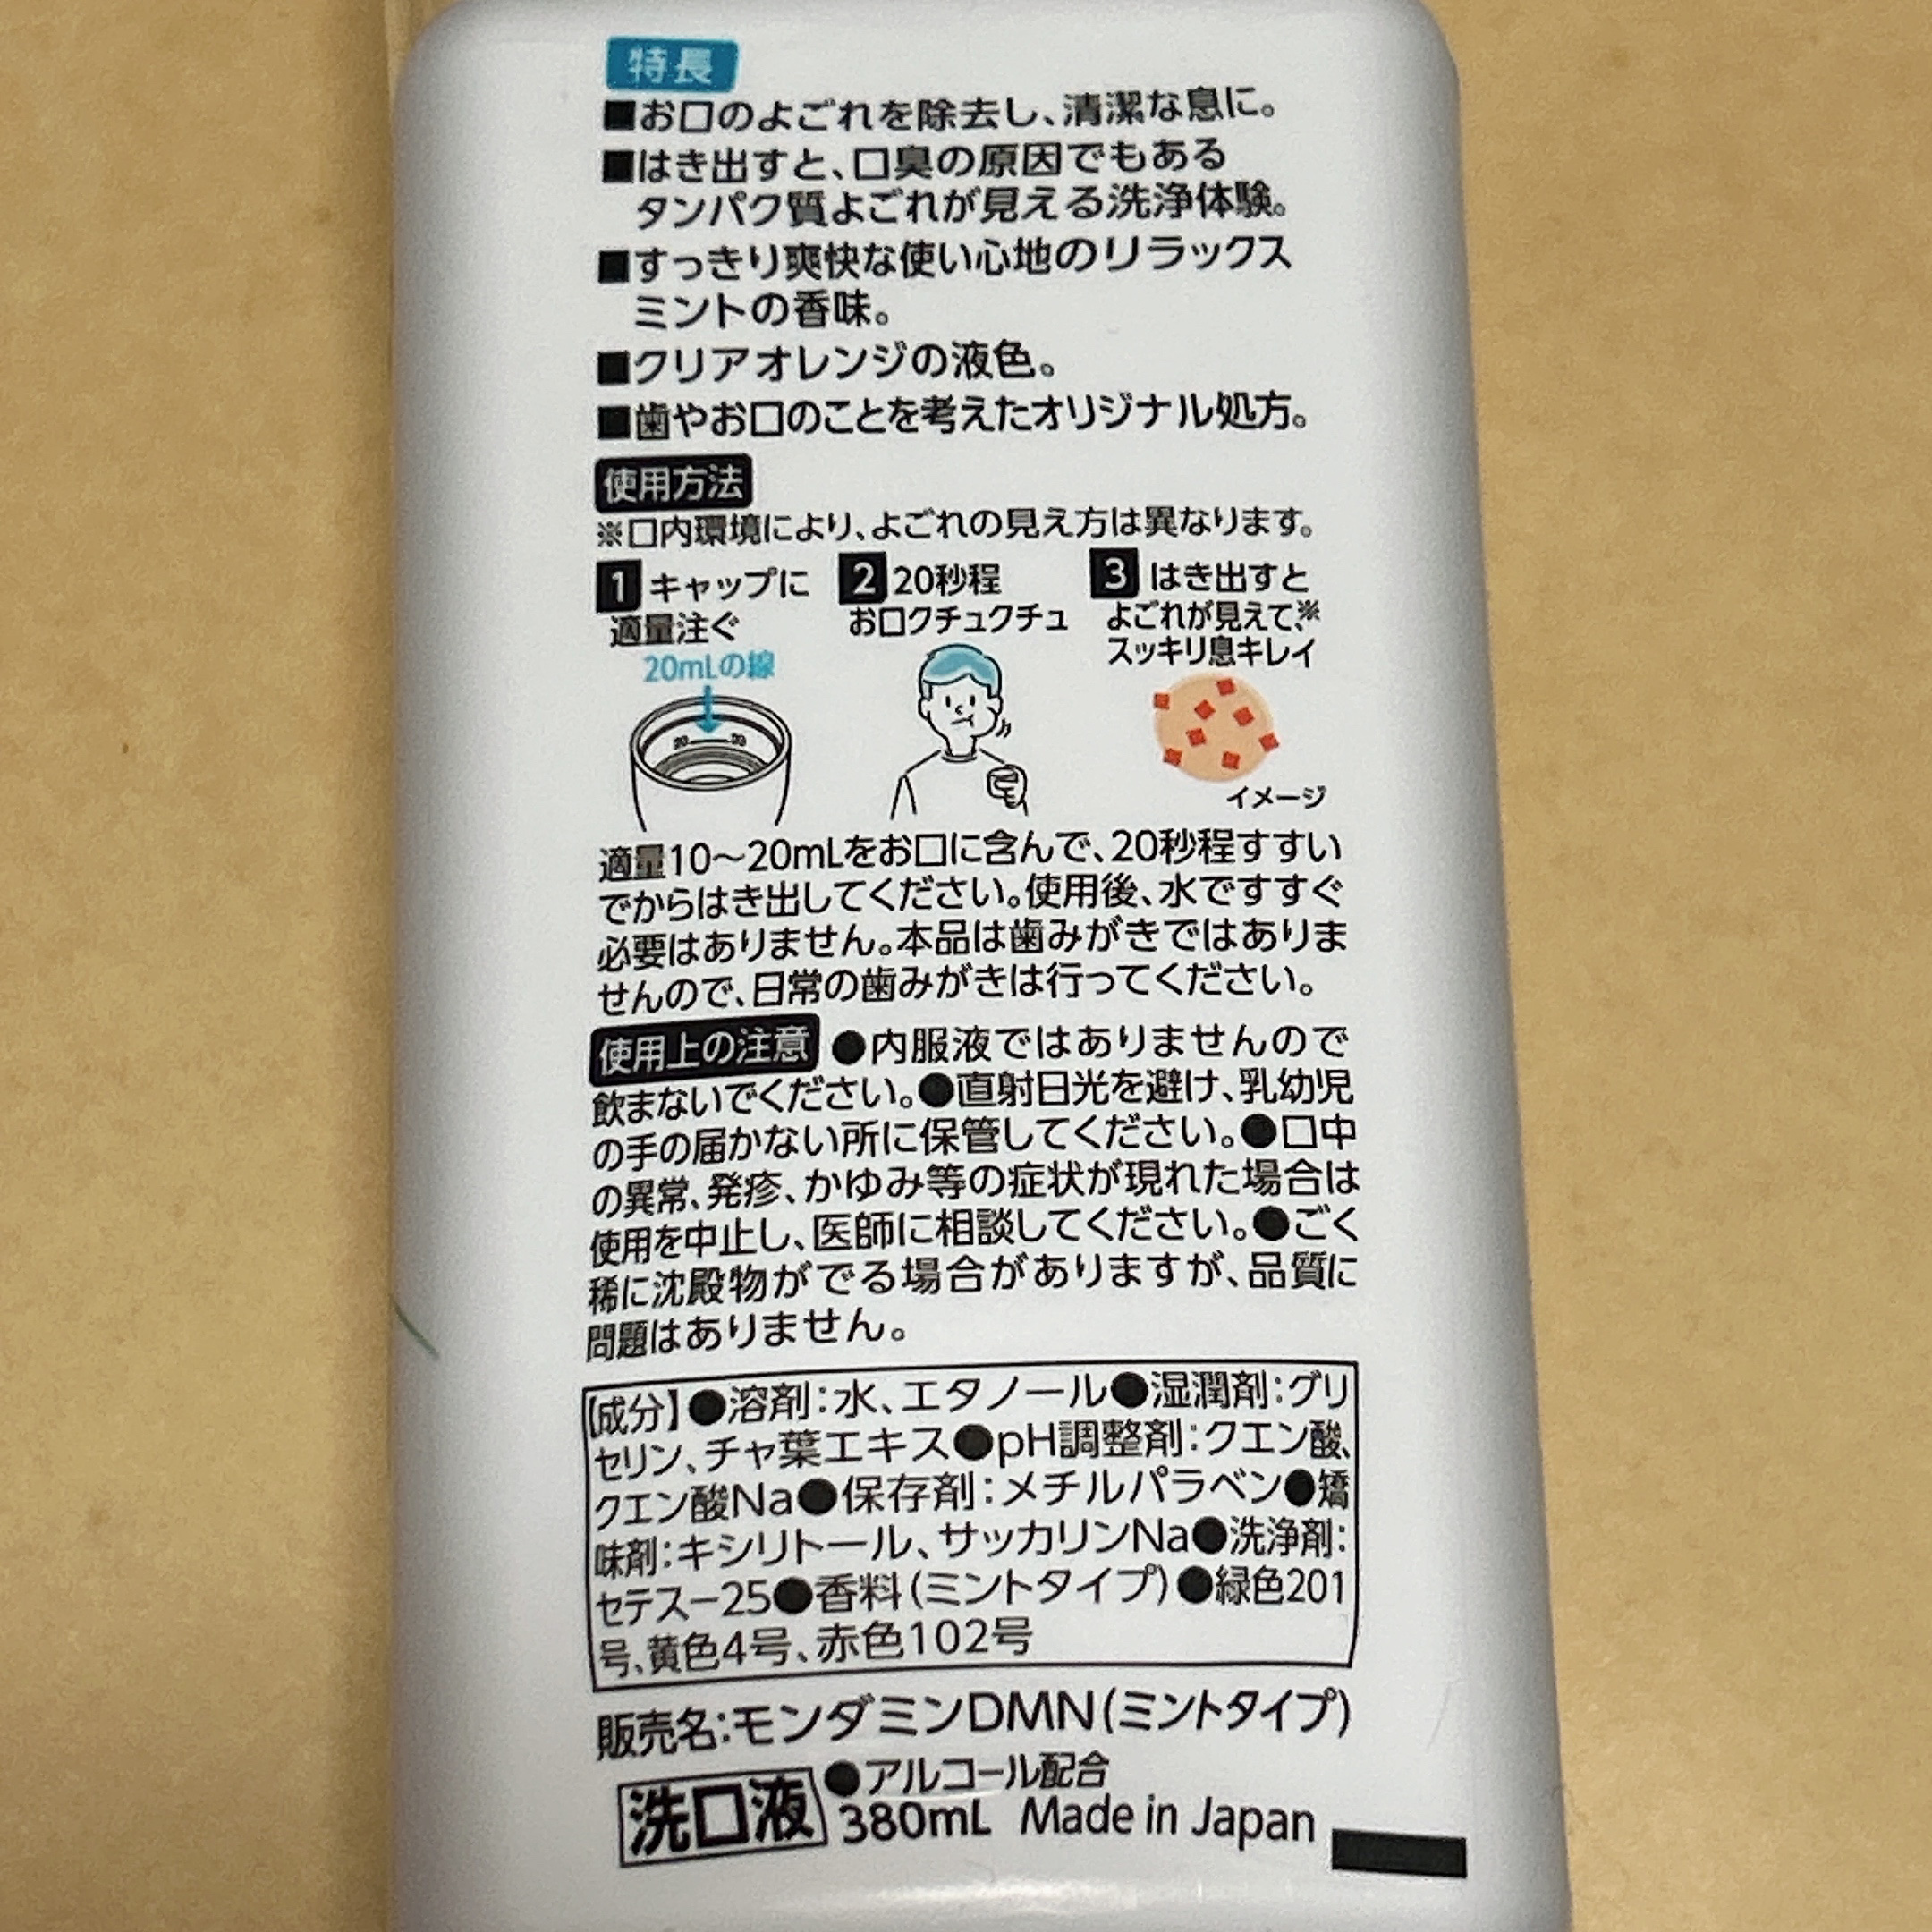 特長
■お口のよごれを除去し、清潔な息に。
■はき出すと、口臭の原因でもある
タンパク質よごれが見える洗浄体験。
■すっきり爽快な使い心地のリラックス
ミントの香味。
■クリアオレンジの液色。
■歯やお口のことを考えたオリジナル処方。
使用方法
※口内環境により、よごれの見え方は異なります。
1 キャップに
適量注ぐ
20mLの線
2 20秒程
お口クチュクチュ
3 はき出すと
よごれが見えて、※
スッキリ息キレイ
イメージ
適量10〜20mLをお口に含んで、20秒程すすい
でからはき出してください。使用後、水ですすぐ
必要はありません。本品は歯みがきではありま
せんので、日常の歯みがきは行ってください。
使用上の注意 ●内服液ではありませんので
飲まないでください。●直射日光を避け、乳幼児
の手の届かない所に保管してください。●口中
の異常、発疹、かゆみ等の症状が現れた場合は
使用を中止し、医師に相談してください。●ごく
稀に沈殿物がでる場合がありますが、品質に
問題はありません。
【成分】●溶剤:水、エタノール●湿潤剤:グリ
セリン、チャ葉エキス●pH調整剤:クエン酸、
クエン酸Na●保存剤:メチルパラベン●矯
味剤:キシリトール、サッカリンNa●洗浄剤:
セテス-25●香料(ミントタイプ)●緑色201
号、黄色4号、赤色102号
販売名:モンダミンDMN(ミントタイプ)
洗口液
●アルコール配合
380mL Made in Japan